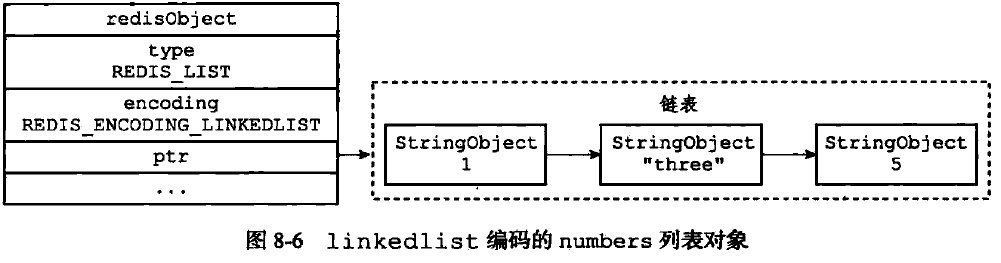 redisObject
type
REDIS_LIST
encoding
REDIS_ENCODING_LINKEDLIST
ptr
...
链表
StringObject
1
StringObject
"three"
StringObject
5
图 8-6 linkedlist 编码的 numbers 列表对象